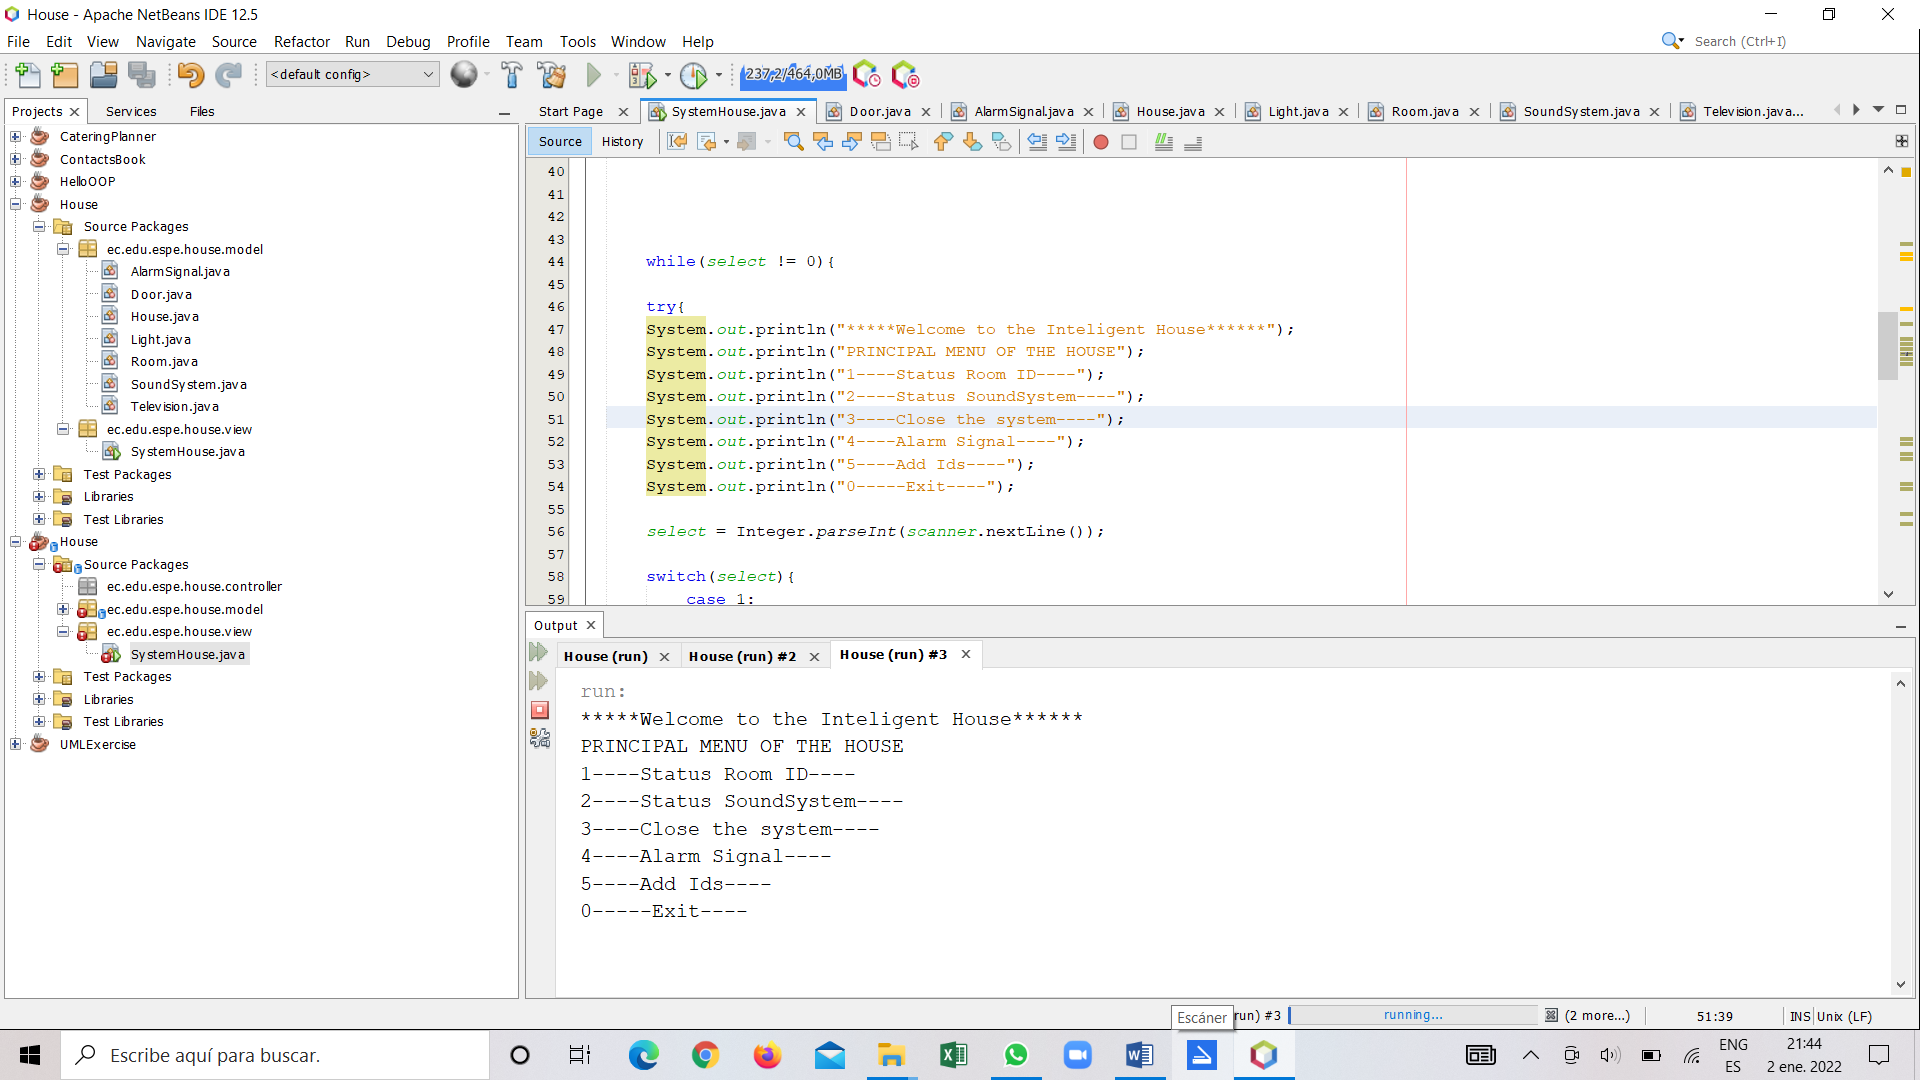 House - Apache NetBeans IDE 12.5
File Edit View Navigate Source Refactor Run Debug Profile Team Tools Window Help
Search (Ctrl+I)
<default config>
237,2/464,0MB
Projects Services Files
Start Page SystemHouse.java Door.java AlarmSignal.java House.java Light.java Room.java SoundSystem.java Television.java...
Source History
CateringPlanner
ContactsBook
HelloOOP
House
Source Packages
ec.edu.espe.house.model
AlarmSignal.java
Door.java
House.java
Light.java
Room.java
SoundSystem.java
Television.java
ec.edu.espe.house.view
SystemHouse.java
Test Packages
Libraries
Test Libraries
House
Source Packages
ec.edu.espe.house.controller
ec.edu.espe.house.model
ec.edu.espe.house.view
SystemHouse.java
Test Packages
Libraries
Test Libraries
UMLExercise
40
41
42
43
44 while(select != 0){
45
46 try{
47 System.out.println("*****Welcome to the Inteligent House******");
48 System.out.println("PRINCIPAL MENU OF THE HOUSE");
49 System.out.println("1----Status Room ID----");
50 System.out.println("2----Status SoundSystem----");
51 System.out.println("3----Close the system----");
52 System.out.println("4----Alarm Signal----");
53 System.out.println("5----Add Ids----");
54 System.out.println("0-----Exit----");
55
56 select = Integer.parseInt(scanner.nextLine());
57
58 switch(select){
59 case 1:
Output
House (run) House (run) #2 House (run) #3
run:
*****Welcome to the Inteligent House******
PRINCIPAL MENU OF THE HOUSE
1----Status Room ID----
2----Status SoundSystem----
3----Close the system----
4----Alarm Signal----
5----Add Ids----
0-----Exit----
Escáner
run) #3 running... (2 more...) 51:39 INS Unix (LF)
Escribe aquí para buscar.
ENG
ES
21:44
2 ene. 2022